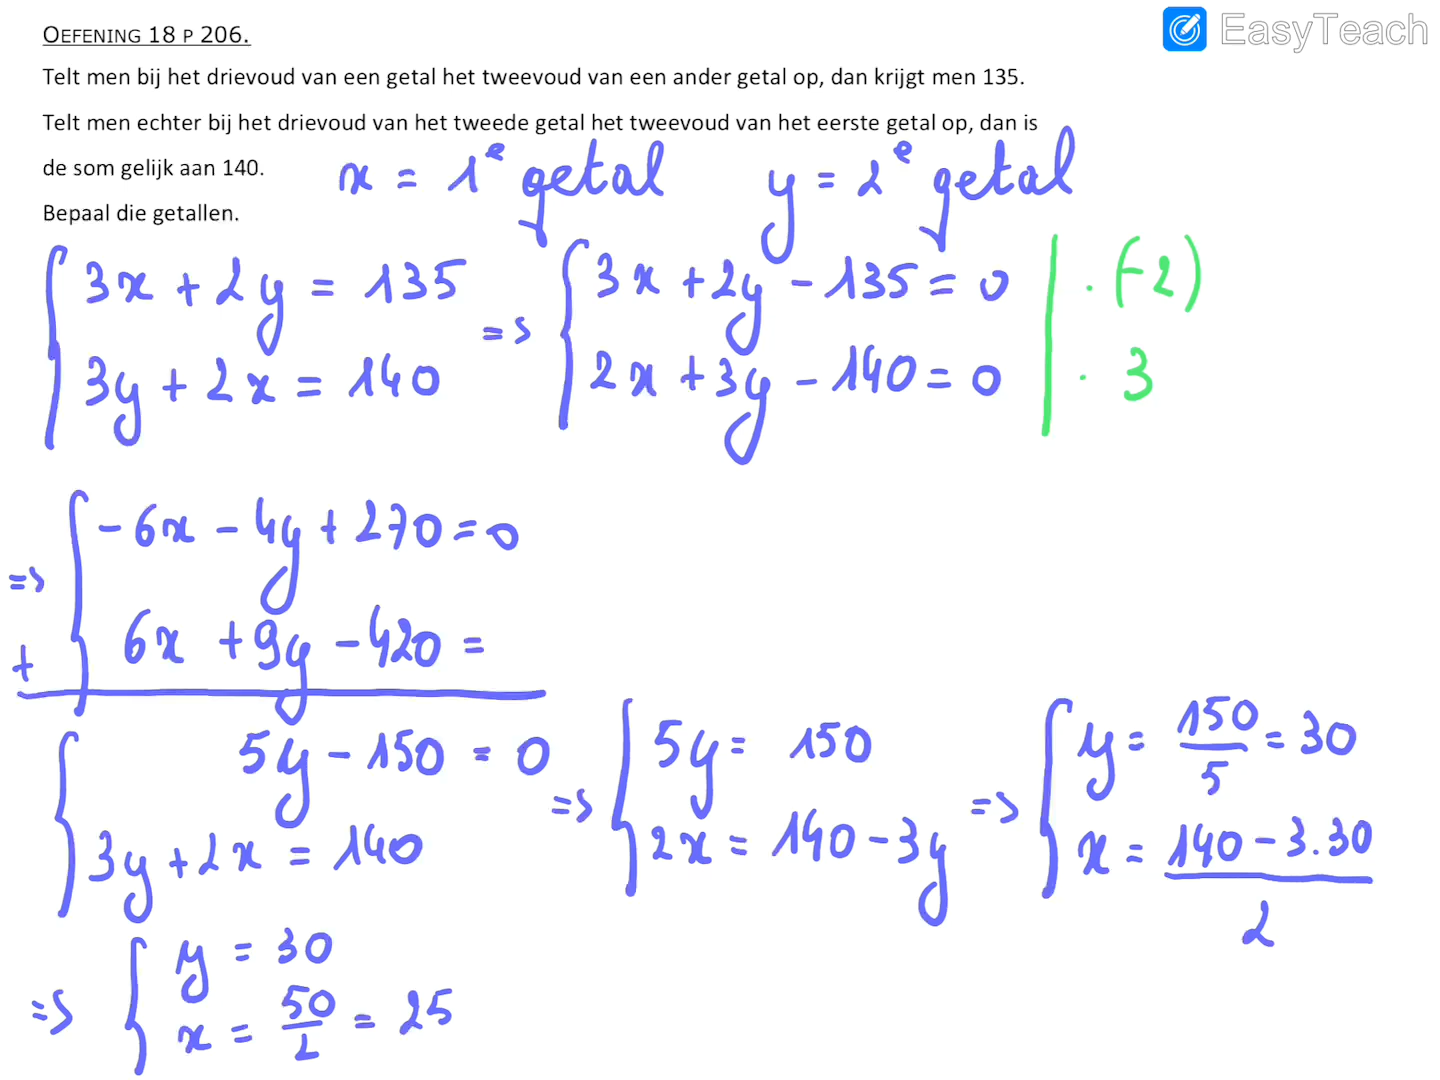 OEFENING 18 P 206.
EasyTeach
Telt men bij het drievoud van een getal het tweevoud van een ander getal op, dan krijgt men 135.
Telt men echter bij het drievoud van het tweede getal het tweevoud van het eerste getal op, dan is
de som gelijk aan 140.
x = 1e getal y = 2e getal
Bepaal die getallen.
{ 3x + 2y = 135 => { 3x + 2y - 135 = 0 | . (-2)
3y + 2x = 140 2x + 3y - 140 = 0 | . 3
=> { -6x - 4y + 270 = 0
+ 6x + 9y - 420 =
{ 5y - 150 = 0 => { 5y = 150 => { y = 150/5 = 30
3y + 2x = 140 2x = 140 - 3y x = (140 - 3.30)/2
=> { y = 30
x = 50/2 = 25